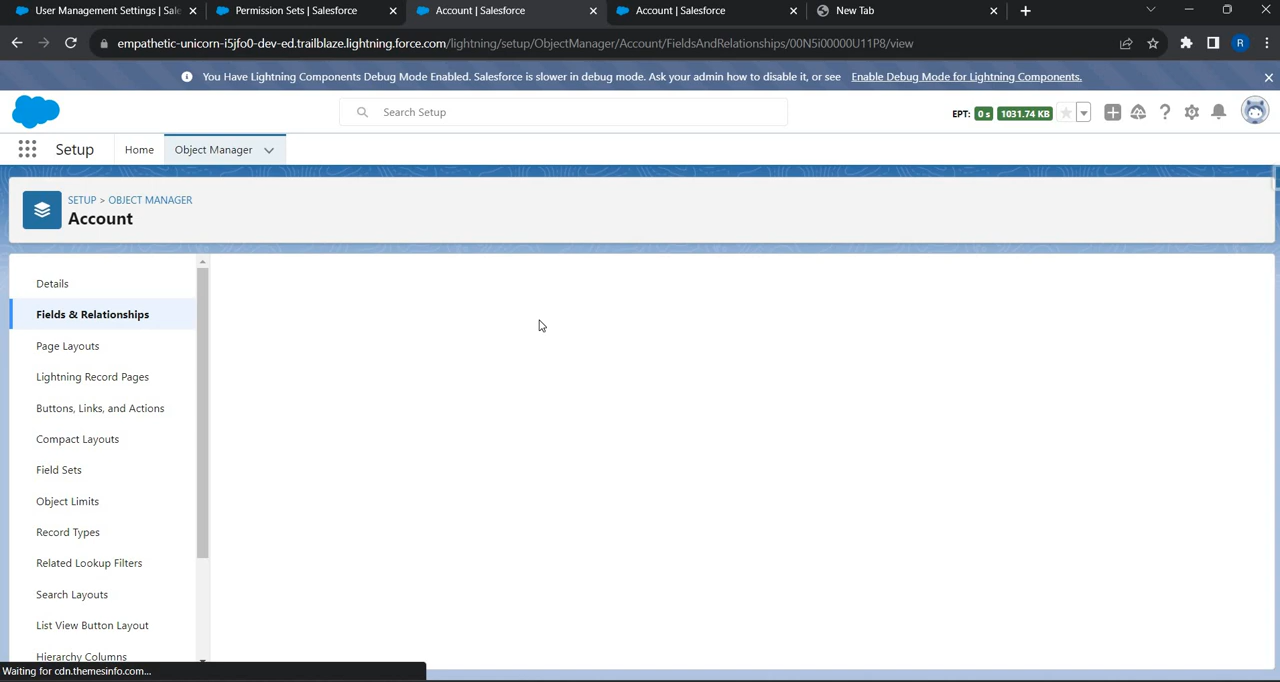 User Management Settings | Sale
Permission Sets | Salesforce
Account | Salesforce
Account | Salesforce
New Tab
empathetic-unicorn-i5jfo0-dev-ed.trailblaze.lightning.force.com/lightning/setup/ObjectManager/Account/FieldsAndRelationships/00N5i00000U11P8/view
R
You Have Lightning Components Debug Mode Enabled. Salesforce is slower in debug mode. Ask your admin how to disable it, or see Enable Debug Mode for Lightning Components.
Search Setup
EPT: 0 s 1031.74 KB
Setup
Home
Object Manager
SETUP > OBJECT MANAGER
Account
Details
Fields & Relationships
Page Layouts
Lightning Record Pages
Buttons, Links, and Actions
Compact Layouts
Field Sets
Object Limits
Record Types
Related Lookup Filters
Search Layouts
List View Button Layout
Hierarchy Columns
Waiting for cdn.themesinfo.com...